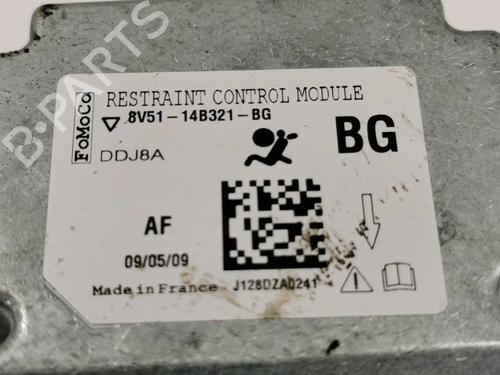 B-PARTS
FoMoCo
RESTRAINT CONTROL MODULE
8V51-14B321-BG
DDJ8A
BG
AF
09/05/09
Made in France
J128DZA0241